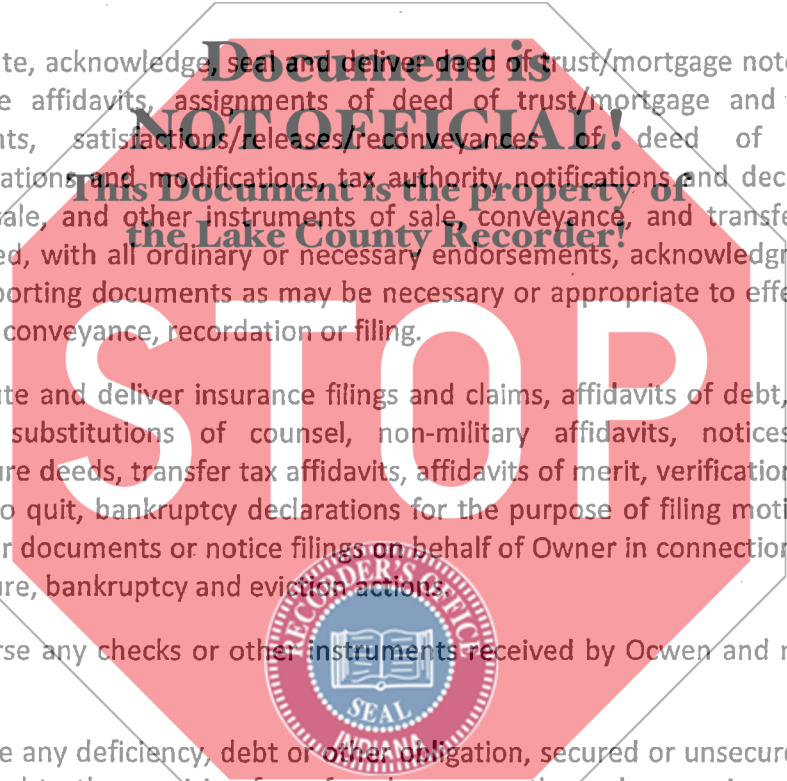 Document is
te, acknowledge, seal and deliver deed of trust/mortgage note
e affidavits, assignments of deed of trust/mortgage and
NOT OFFICIAL!
nts, satisfactions/releases/reconveyances of deed of
ations and modifications, tax authority notifications and dec
This Document is the property of
ale, and other instruments of sale, conveyance, and transfe
the Lake County Recorder!
ed, with all ordinary or necessary endorsements, acknowledgr
porting documents as may be necessary or appropriate to effe
conveyance, recordation or filing.
STOP
ute and deliver insurance filings and claims, affidavits of debt,
substitutions of counsel, non-military affidavits, notices
ure deeds, transfer tax affidavits, affidavits of merit, verification
o quit, bankruptcy declarations for the purpose of filing moti
r documents or notice filings on behalf of Owner in connection
ure, bankruptcy and eviction actions.
RECORDER'S OFFICE
rse any checks or other instruments received by Ocwen and
SEAL
INDIANA
e any deficiency, debt or other obligation, secured or unsecure